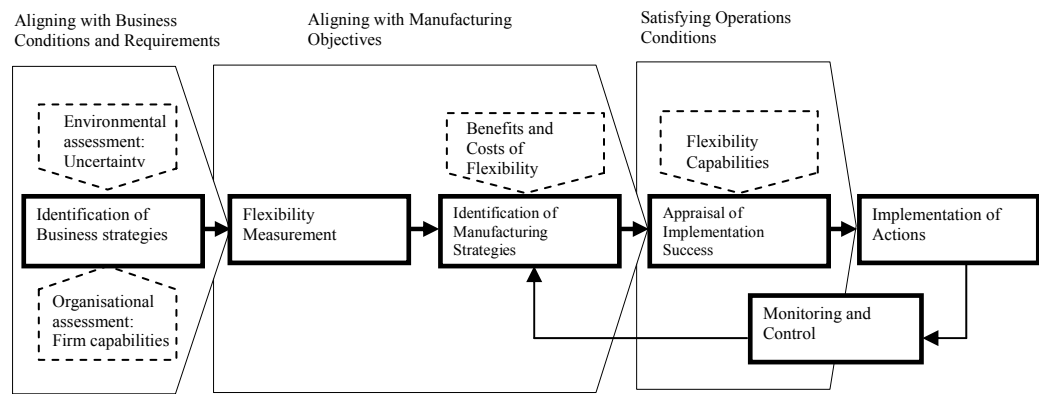 Aligning with Business
Conditions and Requirements
Aligning with Manufacturing
Objectives
Satisfying Operations
Conditions
Environmental
assessment:
Uncertainty
Benefits and
Costs of
Flexibility
Flexibility
Capabilities
Identification of
Business strategies
Flexibility
Measurement
Identification of
Manufacturing
Strategies
Appraisal of
Implementation
Success
Implementation of
Actions
Organisational
assessment:
Firm capabilities
Monitoring and
Control